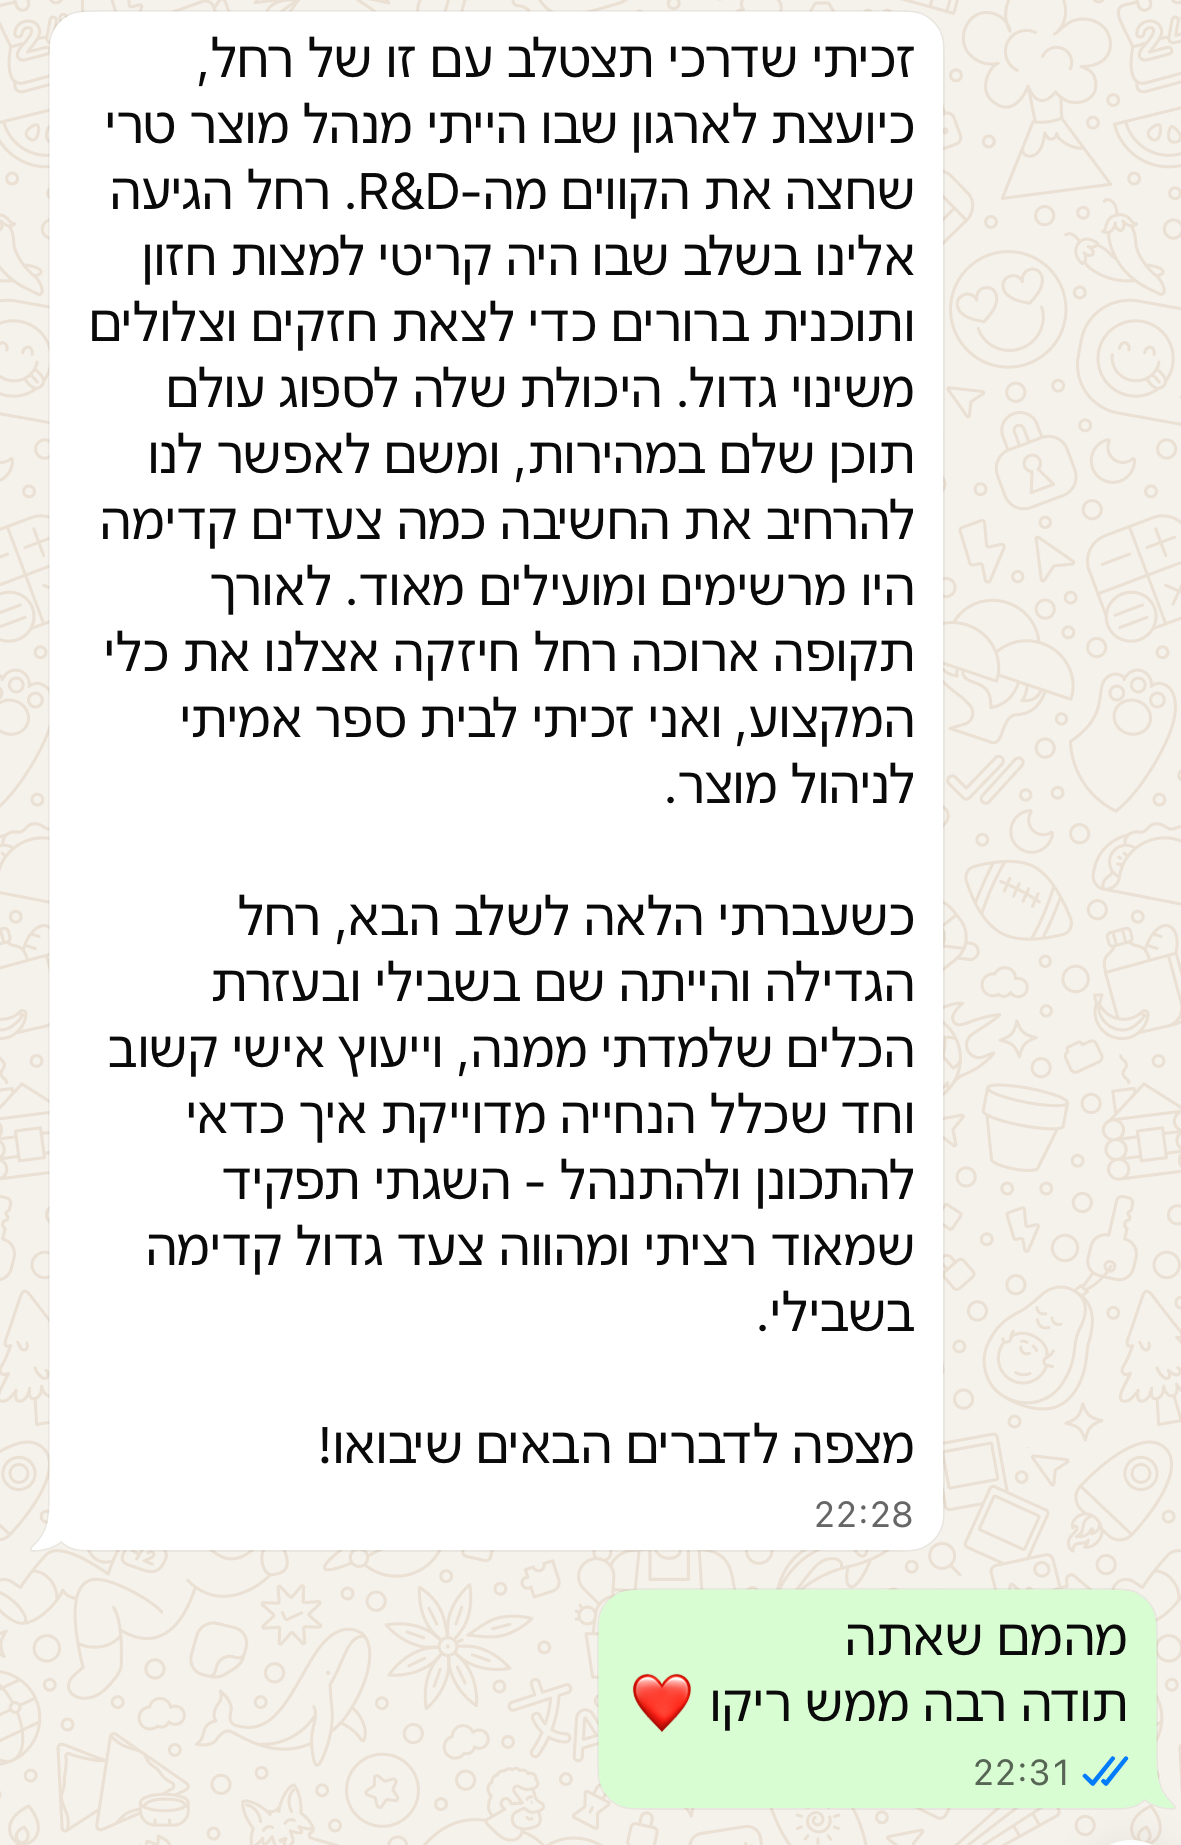 זכיתי שדרכי תצטלב עם זו של רחל,
כיועצת לארגון שבו הייתי מנהל מוצר טרי
שחצה את הקווים מה-R&D. רחל הגיעה
אלינו בשלב שבו היה קריטי למצות חזון
ותוכנית ברורים כדי לצאת חזקים וצלולים
משינוי גדול. היכולת שלה לספוג עולם
תוכן שלם במהירות, ומשם לאפשר לנו
להרחיב את החשיבה כמה צעדים קדימה
היו מרשימים ומועילים מאוד. לאורך
תקופה ארוכה רחל חיזקה אצלנו את כלי
המקצוע, ואני זכיתי לבית ספר אמיתי
לניהול מוצר.
כשעברתי הלאה לשלב הבא, רחל
הגדילה והייתה שם בשבילי ובעזרת
הכלים שלמדתי ממנה, וייעוץ אישי קשוב
וחד שכלל הנחייה מדוייקת איך כדאי
להתכונן ולהתנהל - השגתי תפקיד
שמאוד רציתי ומהווה צעד גדול קדימה
בשבילי.
מצפה לדברים הבאים שיבואו!
22:28
מהמם שאתה
תודה רבה ממש ריקו ❤️
22:31